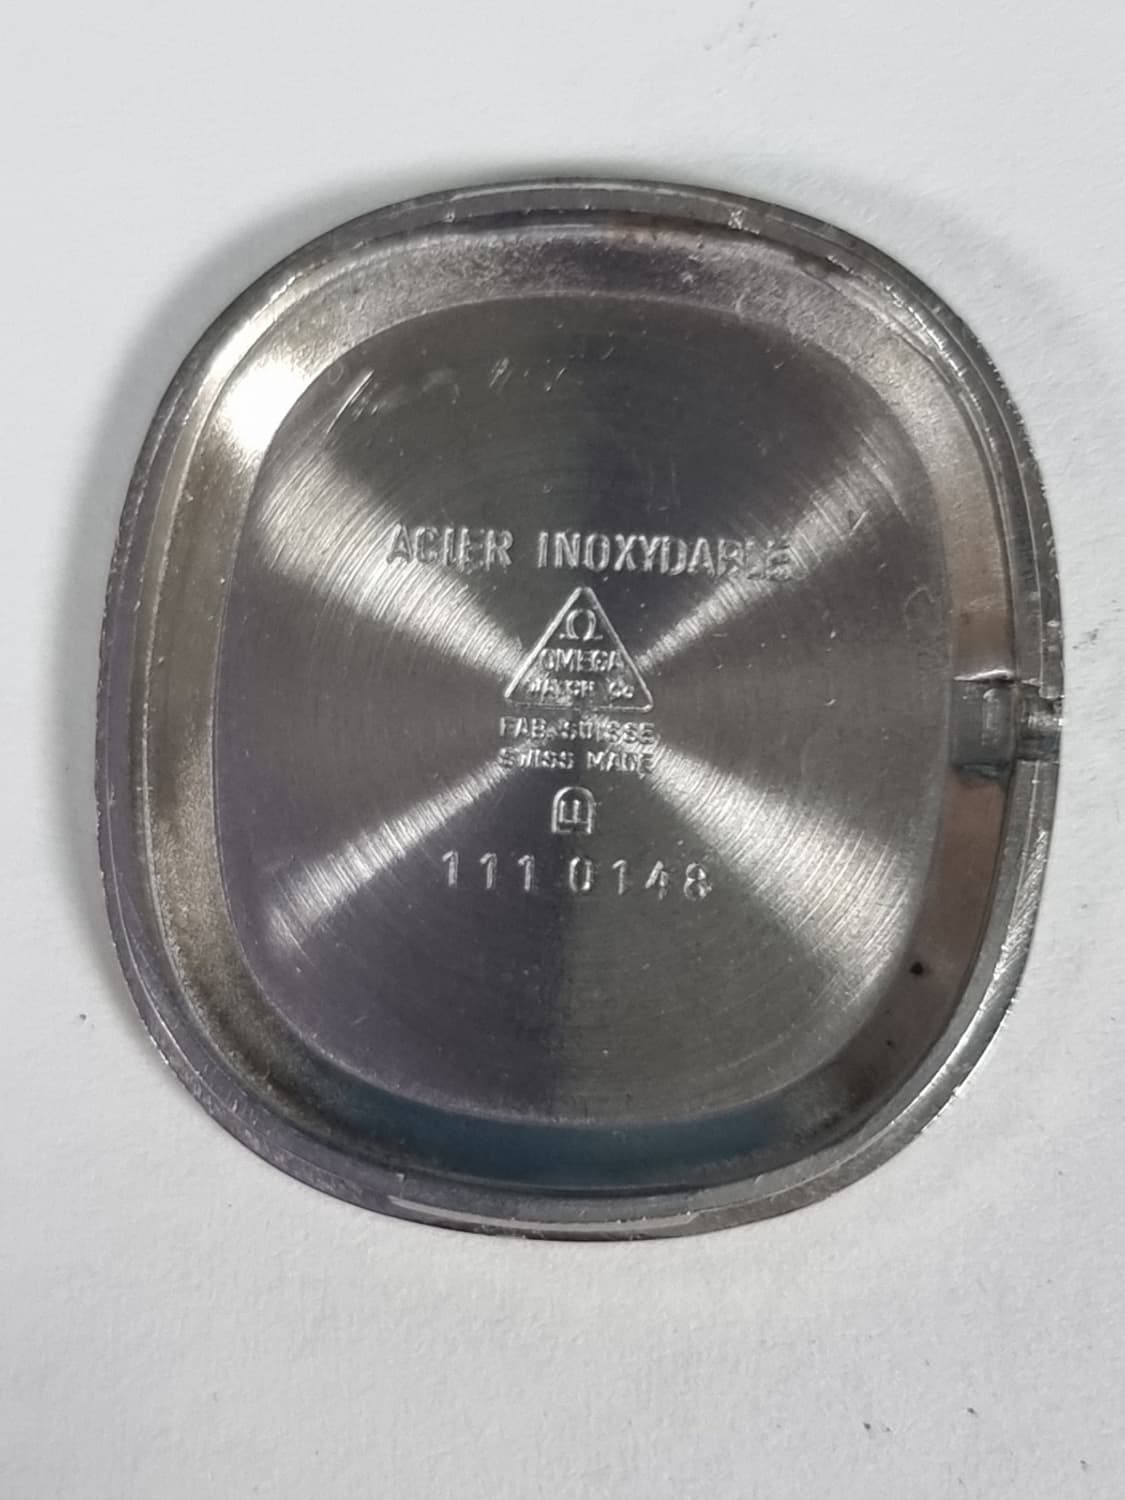 ACIER INOXYDABLE
Ω
OMEGA
WATCH Co
FAB. SUISSE
SWISS MADE
111 0148